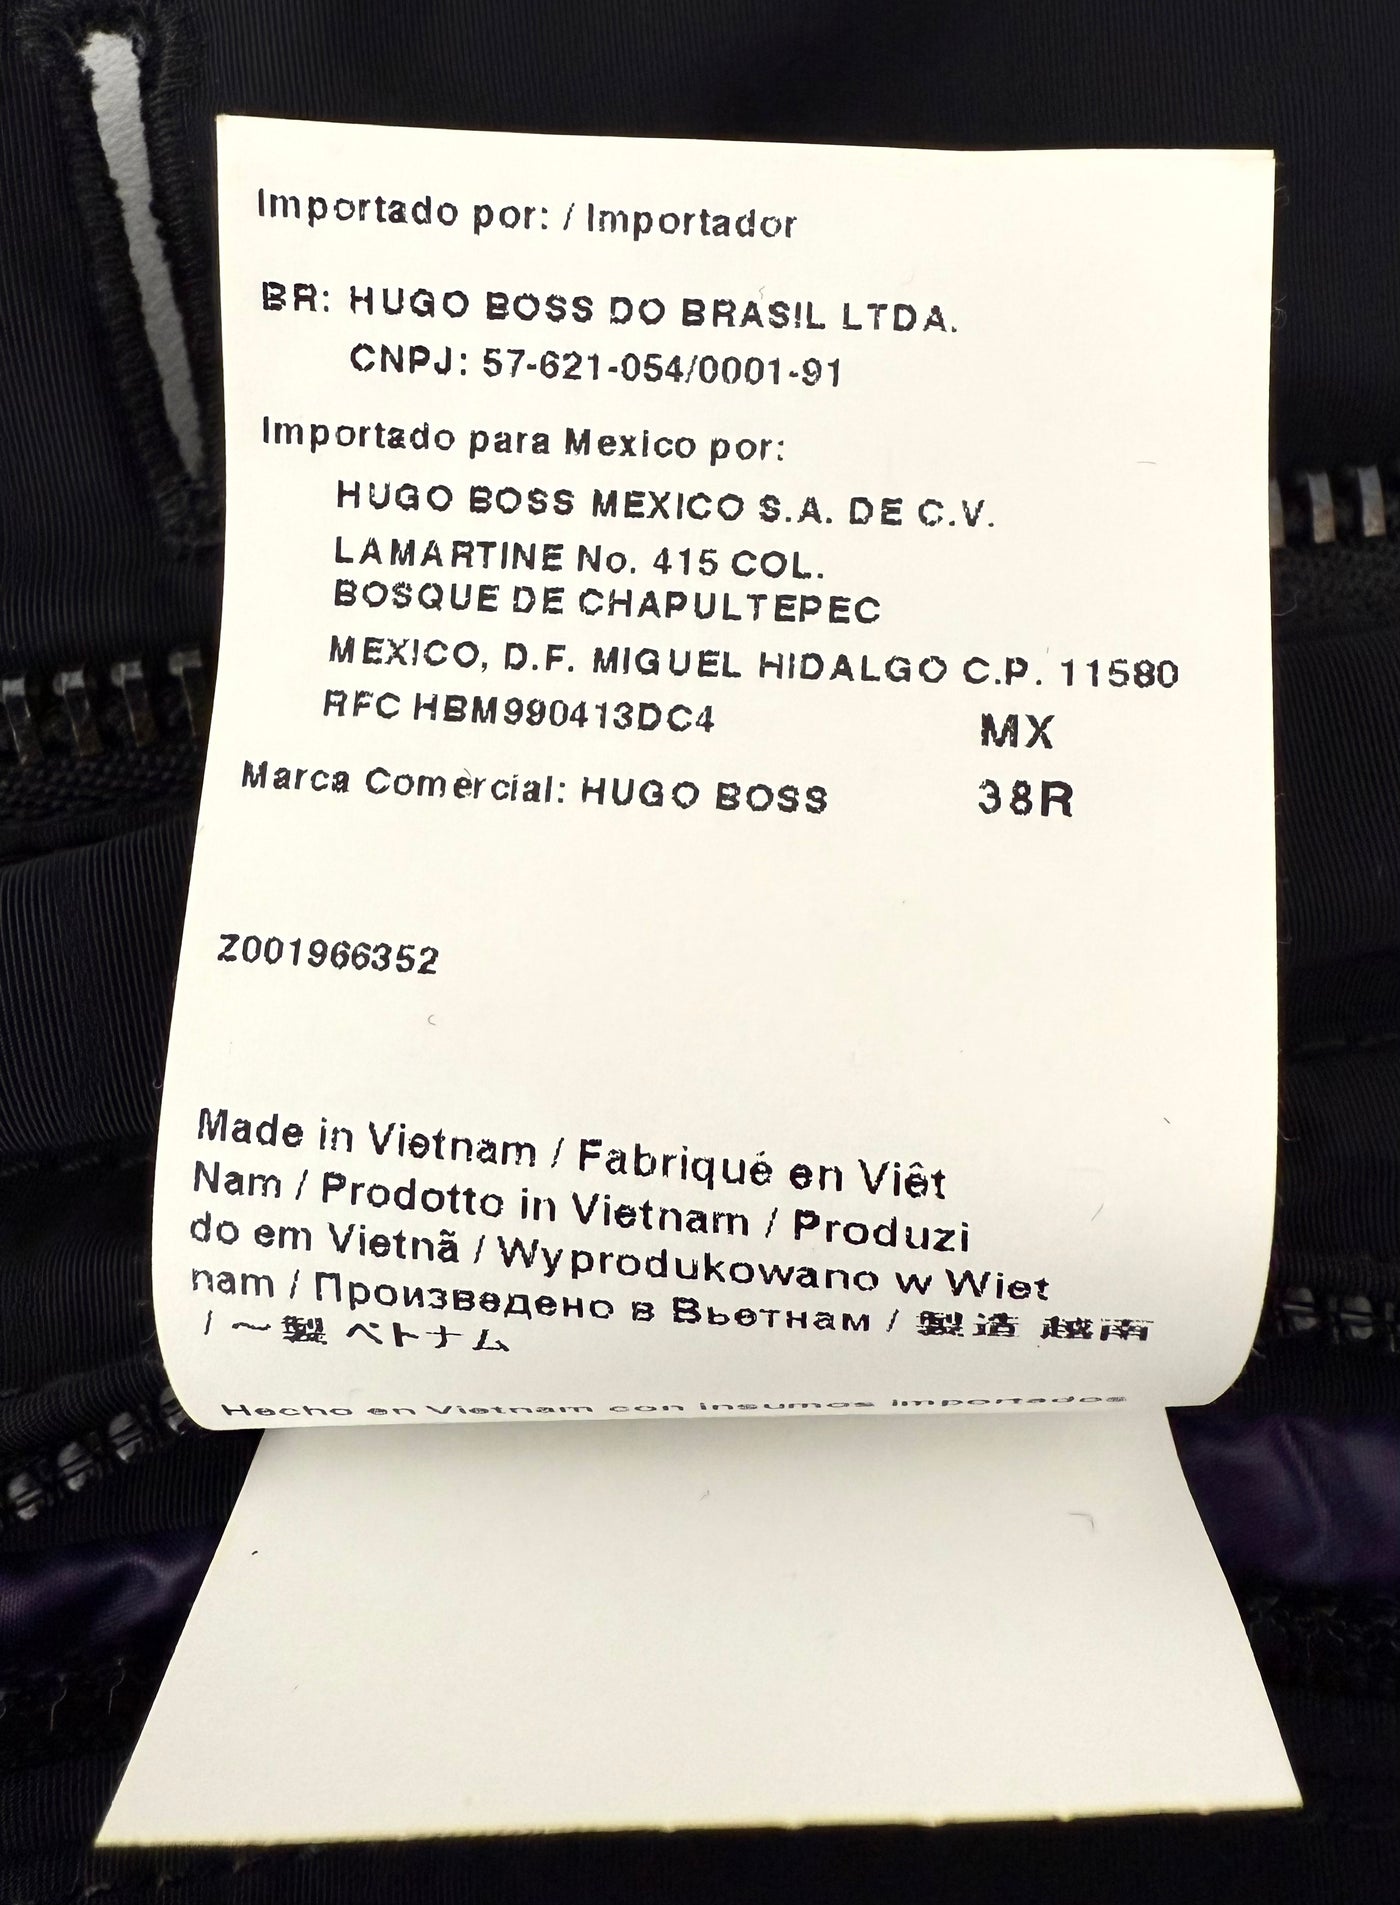 Importado por: / Importador
BR: HUGO BOSS DO BRASIL LTDA.
CNPJ: 57-621-054/0001-91
Importado para Mexico por:
HUGO BOSS MEXICO S.A. DE C.V.
LAMARTINE No. 415 COL.
BOSQUE DE CHAPULTEPEC
MEXICO, D.F. MIGUEL HIDALGO C.P. 11580
RFC HBM990413DC4
MX
Marca Comercial: HUGO BOSS
38R
Z001966352
Made in Vietnam / Fabriqué en Viêt
Nam / Prodotto in Vietnam / Produzi
do em Vietnã / Wyprodukowano w Wiet
nam / Произведено в Вьетнам / 製造 越南
/ ～製 ベトナム
Hecho en Vietnam con insumos importados